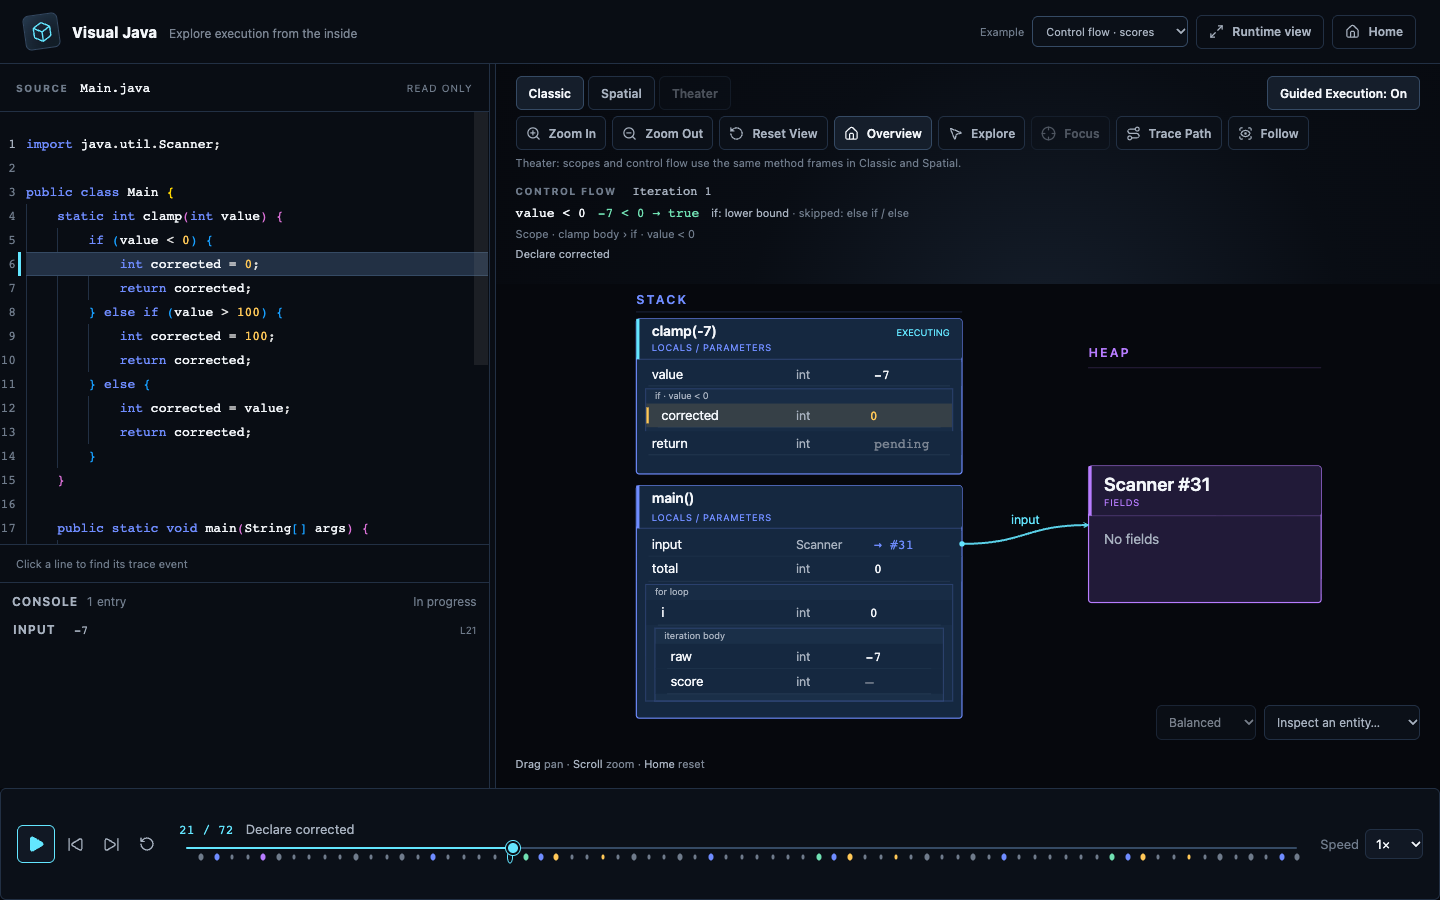 Visual Java Explore execution from the inside
Example Control flow · scores Runtime view Home
SOURCE Main.java READ ONLY
1 import java.util.Scanner;
2
3 public class Main {
4 static int clamp(int value) {
5 if (value < 0) {
6 int corrected = 0;
7 return corrected;
8 } else if (value > 100) {
9 int corrected = 100;
10 return corrected;
11 } else {
12 int corrected = value;
13 return corrected;
14 }
15 }
16
17 public static void main(String[] args) {
Click a line to find its trace event
CONSOLE 1 entry In progress
INPUT -7 L21
Classic Spatial Theater Guided Execution: On
Zoom In Zoom Out Reset View Overview Explore Focus Trace Path Follow
Theater: scopes and control flow use the same method frames in Classic and Spatial.
CONTROL FLOW Iteration 1
value < 0 -7 < 0 → true if: lower bound · skipped: else if / else
Scope · clamp body › if · value < 0
Declare corrected
STACK
clamp(-7) EXECUTING
LOCALS / PARAMETERS
value int -7
if · value < 0
corrected int 0
return int pending
main()
LOCALS / PARAMETERS
input Scanner → #31
total int 0
for loop
i int 0
iteration body
raw int -7
score int —
input
HEAP
Scanner #31
FIELDS
No fields
Balanced Inspect an entity...
Drag pan · Scroll zoom · Home reset
21 / 72 Declare corrected
Speed 1×